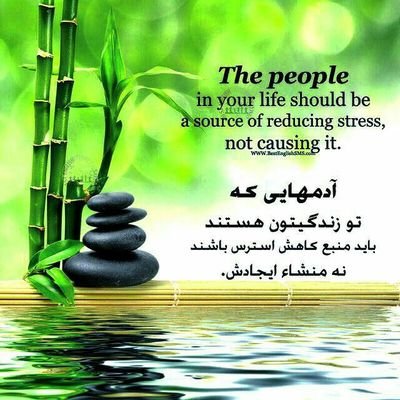 The people
in your life should be
a source of reducing stress,
not causing it.
WWW.BestEnglishSMS.com
آدمهایی که
تو زندگیتون هستند
باید منبع کاهش استرس باشند
نه منشاء ایجادش.